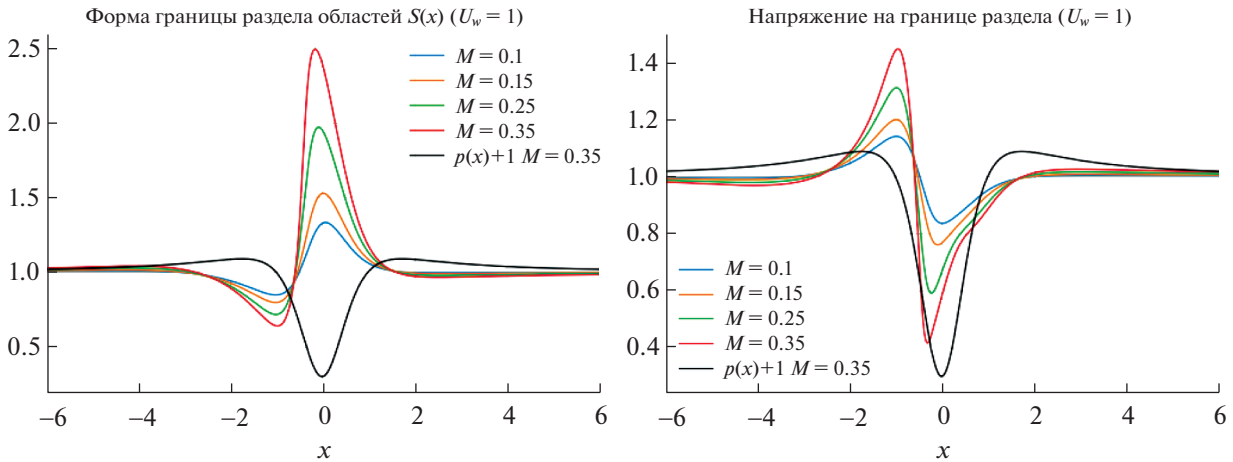 Форма границы раздела областей S(x) (U_w = 1)
2.5
2.0
1.5
1.0
0.5
M = 0.1
M = 0.15
M = 0.25
M = 0.35
p(x)+1 M = 0.35
−6 −4 −2 0 2 4 6
x
Напряжение на границе раздела (U_w = 1)
1.4
1.2
1.0
0.8
0.6
0.4
M = 0.1
M = 0.15
M = 0.25
M = 0.35
p(x)+1 M = 0.35
−6 −4 −2 0 2 4 6
x